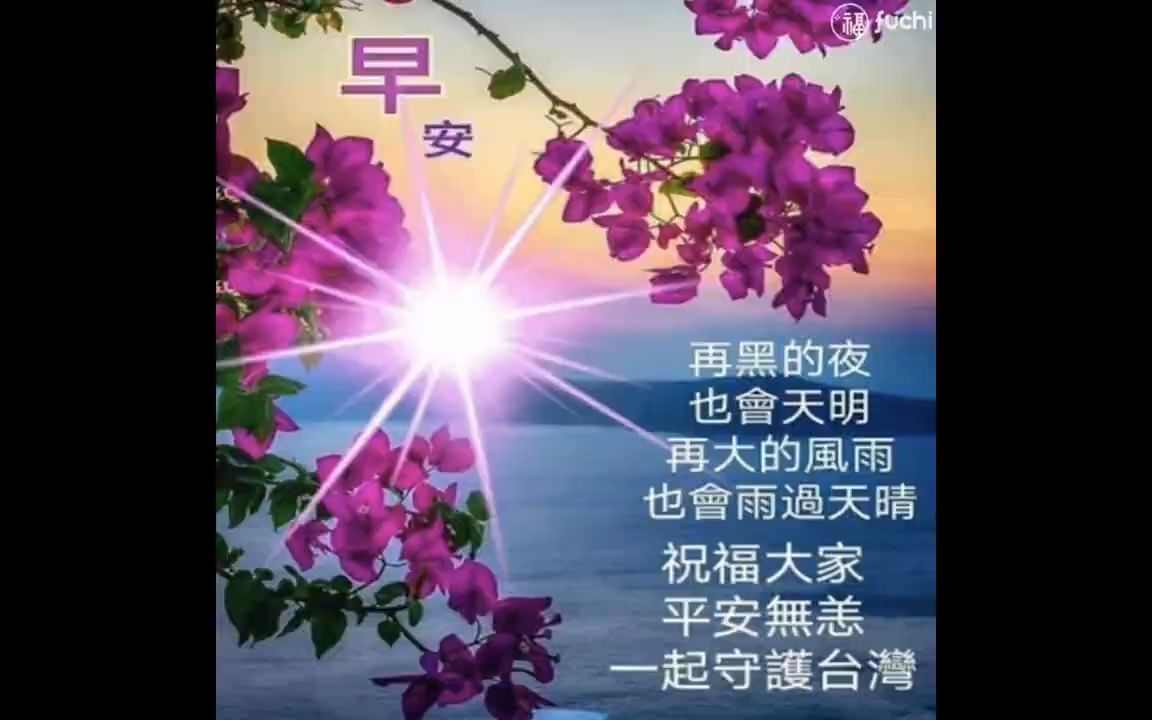 福 fuchi
早
安
再黑的夜
也會天明
再大的風雨
也會雨過天晴
祝福大家
平安無恙
一起守護台灣